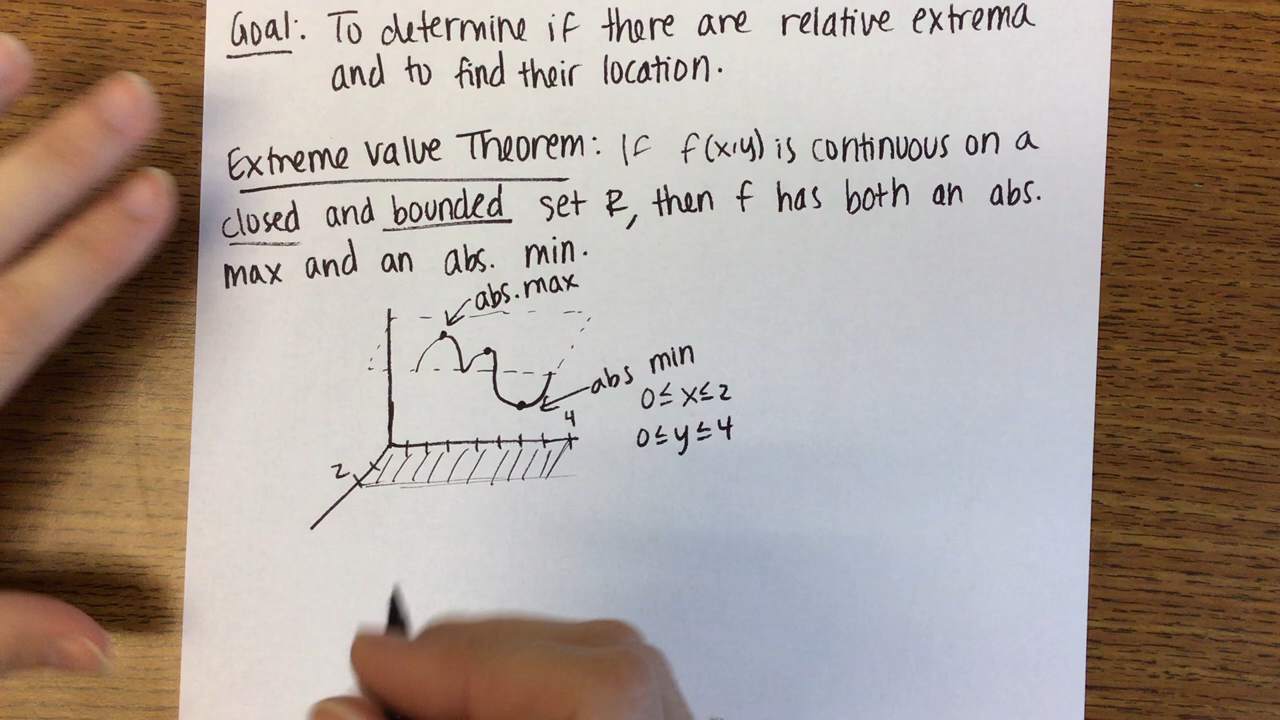 Goal: To determine if there are relative extrema
and to find their location.
Extreme Value Theorem: If f(x,y) is continuous on a
closed and bounded set R, then f has both an abs.
max and an abs. min.
abs. max
abs min
0≤x≤2
4
0≤y≤4
2